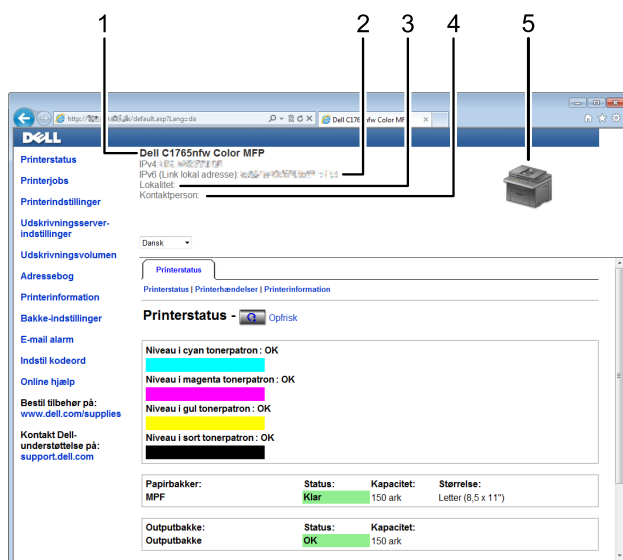 1 2 3 4 5
/default.asp?Lang=da
Dell C1765nfw Color MF
DELL
Dell C1765nfw Color MFP
IPv4:
IPv6 (Link lokal adresse):
Lokalitet:
Kontaktperson:
Printerstatus
Printerjobs
Printerindstillinger
Udskrivningsserver-
indstillinger
Udskrivningsvolumen
Adressebog
Printerinformation
Bakke-indstillinger
E-mail alarm
Indstil kodeord
Online hjælp
Bestil tilbehør på:
www.dell.com/supplies
Kontakt Dell-
understøttelse på:
support.dell.com
Dansk
Printerstatus
Printerstatus | Printerhændelser | Printerinformation
Printerstatus - Opfrisk
Niveau i cyan tonerpatron : OK
Niveau i magenta tonerpatron : OK
Niveau i gul tonerpatron : OK
Niveau i sort tonerpatron : OK
Papirbakker: Status: Kapacitet: Størrelse:
MPF Klar 150 ark Letter (8,5 x 11")
Outputbakke: Status: Kapacitet:
Outputbakke OK 150 ark